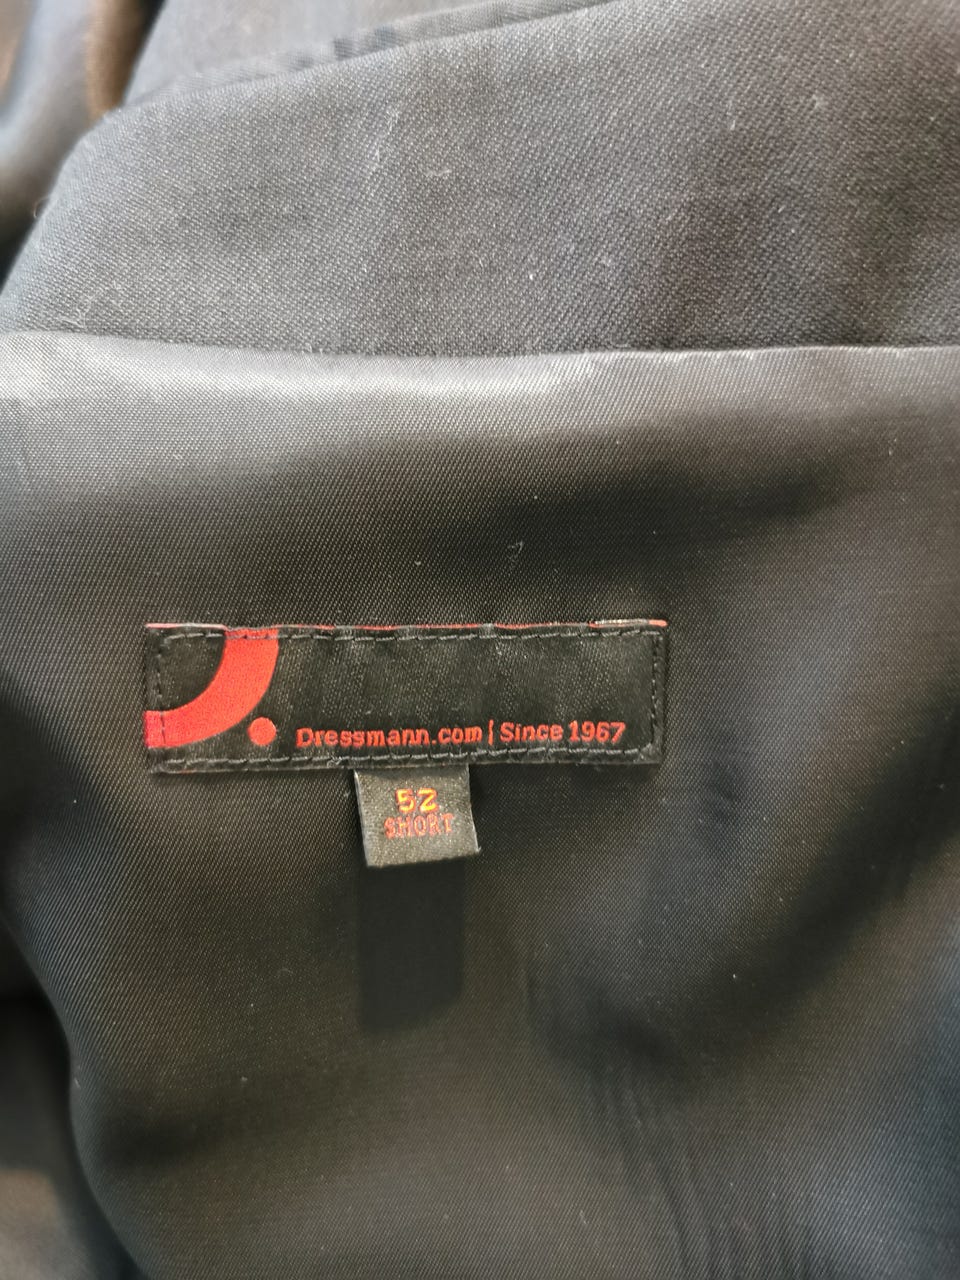 Dressmann.com | Since 1967
52
SHORT